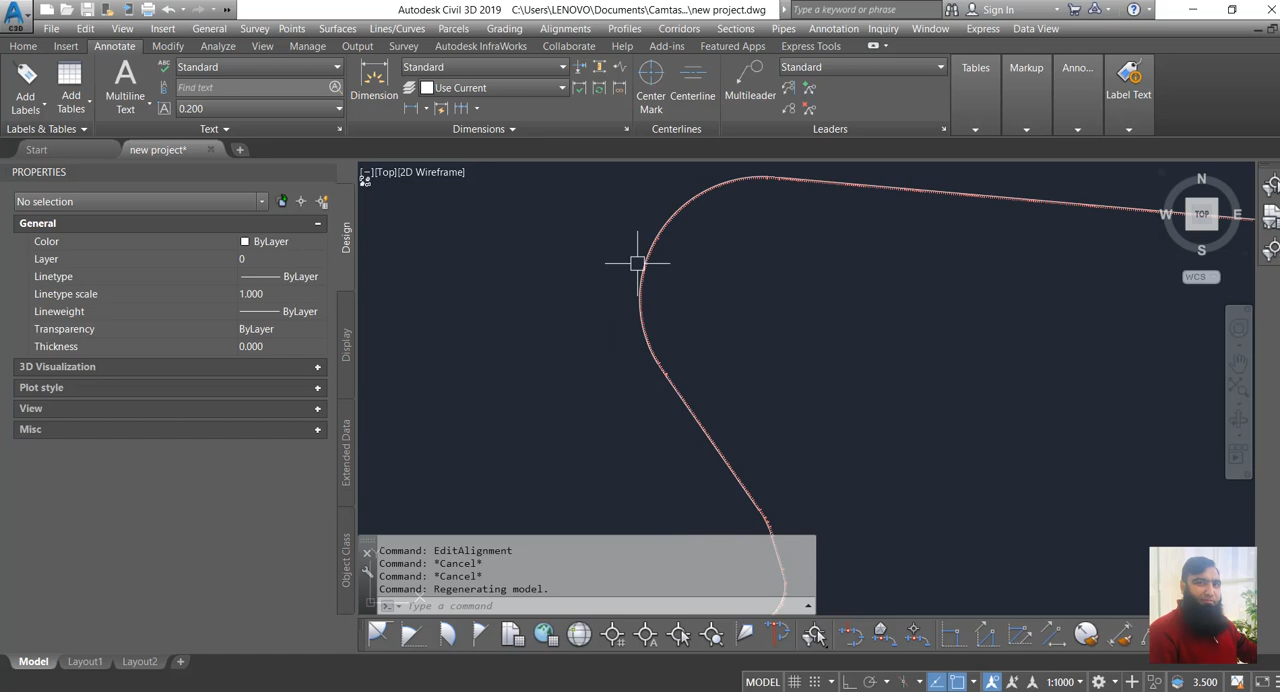 Autodesk Civil 3D 2019 C:\Users\LENOVO\Documents\Camtas...\new project.dwg
Type a keyword or phrase
Sign In
C3D
File Edit View Insert General Survey Points Surfaces Lines/Curves Parcels Grading Alignments Profiles Corridors Sections Pipes Annotation Inquiry Window Express Data View
Home Insert Annotate Modify Analyze View Manage Output Survey Autodesk InfraWorks Collaborate Help Add-ins Featured Apps Express Tools
Add Labels
Add Tables
Labels & Tables
Multiline Text
ABC
Standard
Find text
0.200
Text
Dimension
Standard
Use Current
Dimensions
Center Mark
Centerline
Centerlines
Multileader
Standard
Leaders
Tables
Markup
Anno...
Label Text
Start
new project*
PROPERTIES
No selection
General
Color ByLayer
Layer 0
Linetype ByLayer
Linetype scale 1.000
Lineweight ByLayer
Transparency ByLayer
Thickness 0.000
3D Visualization
Plot style
View
Misc
Design
Display
Extended Data
Object Class
[−][Top][2D Wireframe]
N
W TOP E
S
WCS
Command: EditAlignment
Command: *Cancel*
Command: *Cancel*
Command: Regenerating model.
Type a command
Model Layout1 Layout2
MODEL
1:1000
3.500